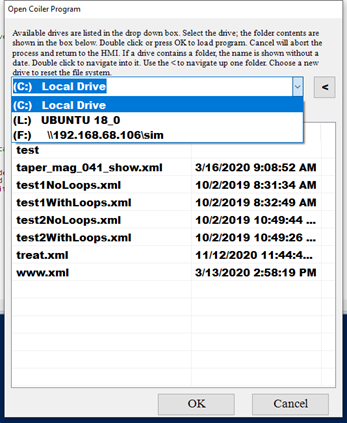 Open Coiler Program
Available drives are listed in the drop down box. Select the drive; the folder contents are
shown in the box below. Double click or press OK to load program. Cancel will abort the
process and return to the HMI. If a drive contains a folder, the name is shown without a
date. Double click to navigate into it. Use the < to navigate up one folder. Choose a new
drive to reset the file system.
(C:) Local Drive
<
(C:) Local Drive
(L:) UBUNTU 18_0
(F:) \\192.168.68.106\sim
test
taper_mag_041_show.xml 3/16/2020 9:08:52 AM
test1NoLoops.xml 10/2/2019 8:31:34 AM
test1WithLoops.xml 10/2/2019 8:32:49 AM
test2NoLoops.xml 10/2/2019 10:49:44 ...
test2WithLoops.xml 10/2/2019 10:49:26 ...
treat.xml 11/12/2020 11:44:4...
www.xml 3/13/2020 2:58:19 PM
OK Cancel